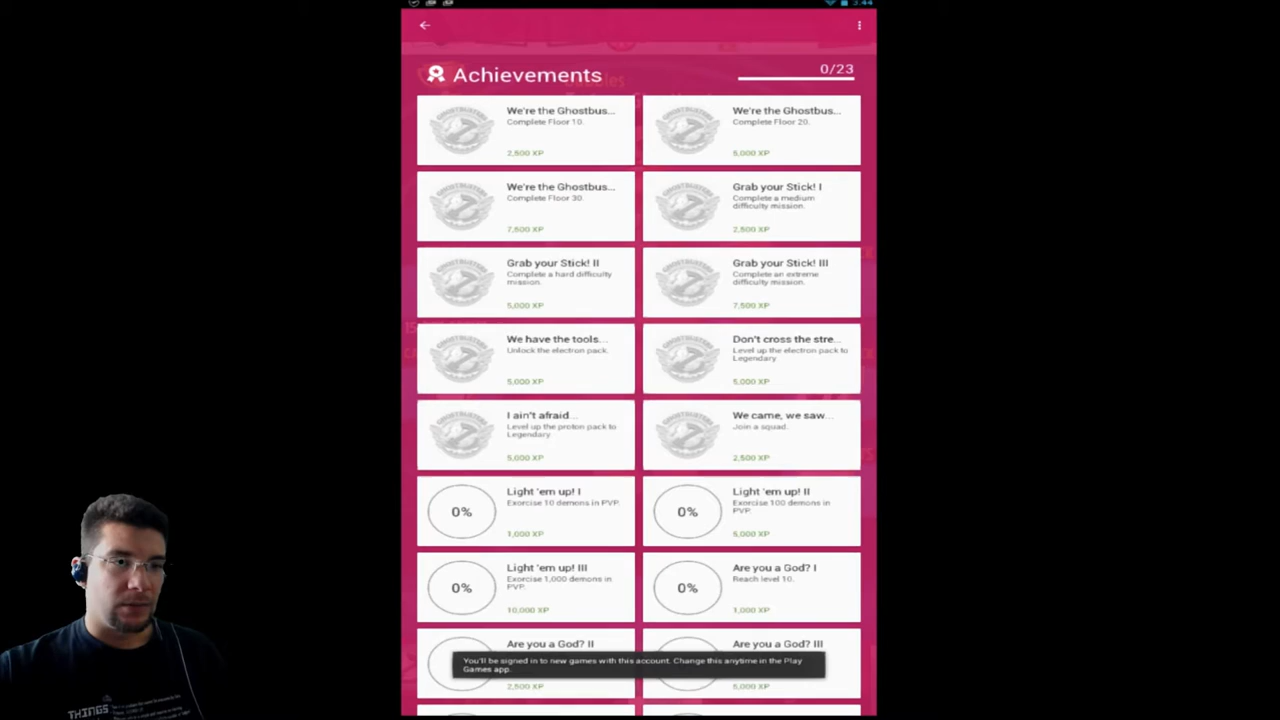 3:44
Achievements
0/23
We're the Ghostbus...
Complete Floor 10.
2,500 XP
We're the Ghostbus...
Complete Floor 20.
5,000 XP
We're the Ghostbus...
Complete Floor 30.
7,500 XP
Grab your Stick! I
Complete a medium
difficulty mission.
2,500 XP
Grab your Stick! II
Complete a hard difficulty
mission.
5,000 XP
Grab your Stick! III
Complete an extreme
difficulty mission.
7,500 XP
We have the tools...
Unlock the electron pack.
5,000 XP
Don't cross the stre...
Level up the electron pack to
Legendary
5,000 XP
I ain't afraid...
Level up the proton pack to
Legendary.
5,000 XP
We came, we saw...
Join a squad.
2,500 XP
0%
Light 'em up! I
Exorcise 10 demons in PVP.
1,000 XP
0%
Light 'em up! II
Exorcise 100 demons in
PVP.
5,000 XP
0%
Light 'em up! III
Exorcise 1,000 demons in
PVP.
10,000 XP
0%
Are you a God? I
Reach level 10.
1,000 XP
Are you a God? II
2,500 XP
Are you a God? III
5,000 XP
You'll be signed in to new games with this account. Change this anytime in the Play
Games app.
THINGS